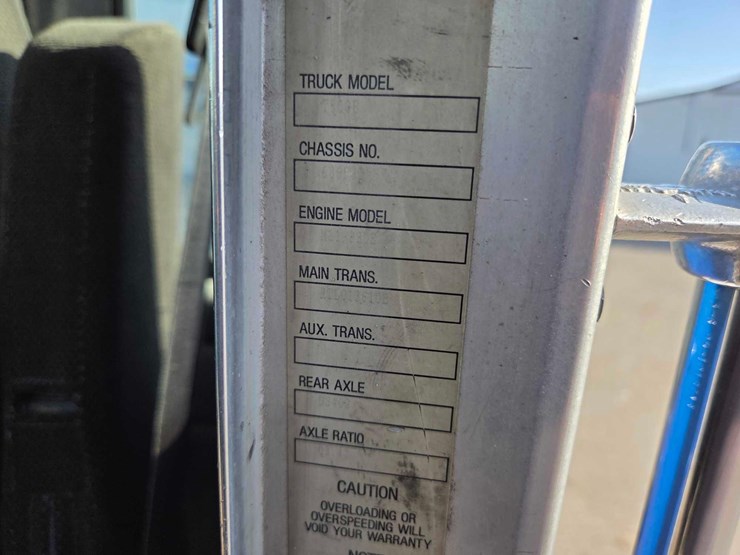 TRUCK MODEL
CHASSIS NO.
ENGINE MODEL
MAIN TRANS.
AUX. TRANS.
REAR AXLE
AXLE RATIO
CAUTION
OVERLOADING OR
OVERSPEEDING WILL
VOID YOUR WARRANTY